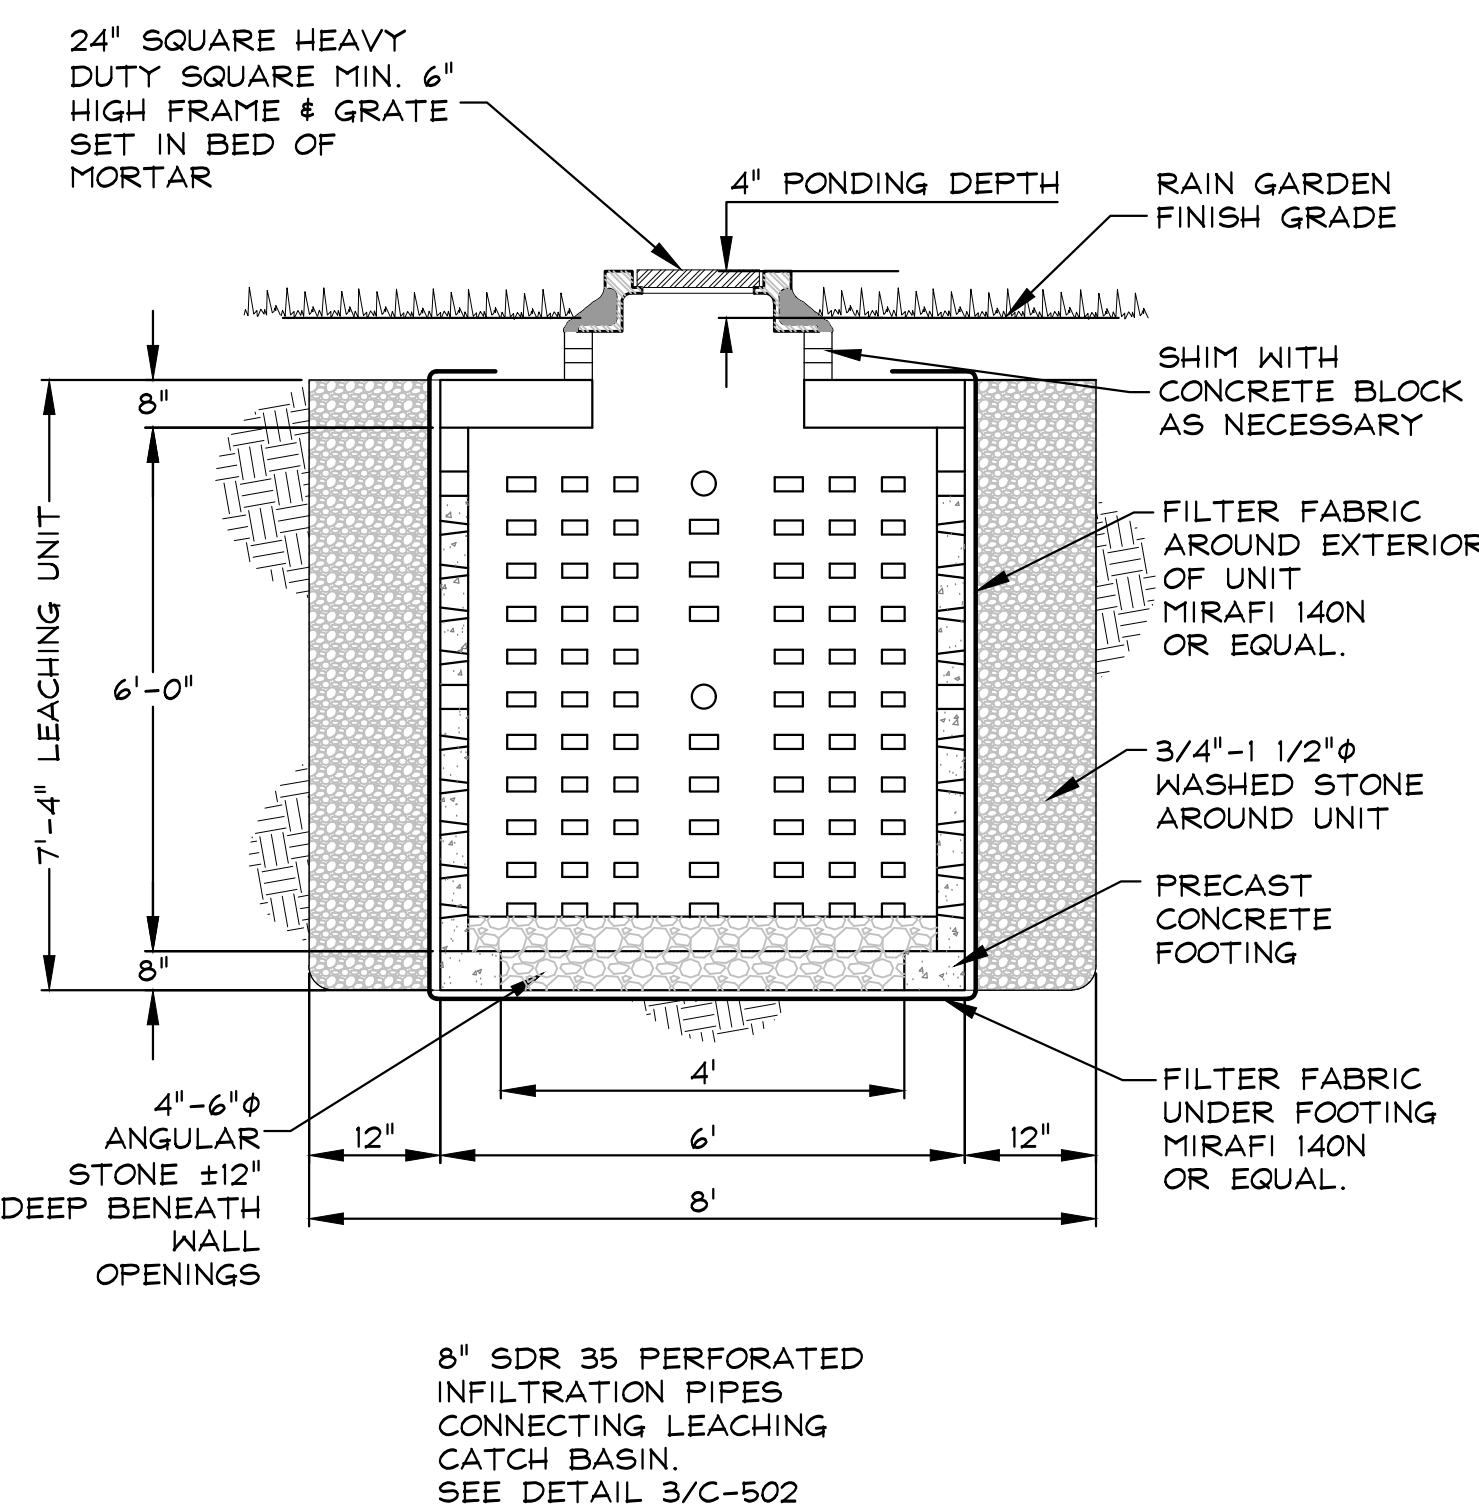 24" SQUARE HEAVY
DUTY SQUARE MIN. 6"
HIGH FRAME & GRATE
SET IN BED OF
MORTAR
4" PONDING DEPTH
RAIN GARDEN
FINISH GRADE
SHIM WITH
CONCRETE BLOCK
AS NECESSARY
8"
7'-4" LEACHING UNIT
6'-0"
8"
FILTER FABRIC
AROUND EXTERIOR
OF UNIT
MIRAFI 140N
OR EQUAL.
3/4"-1 1/2"ϕ
WASHED STONE
AROUND UNIT
PRECAST
CONCRETE
FOOTING
FILTER FABRIC
UNDER FOOTING
MIRAFI 140N
OR EQUAL.
4"-6"ϕ
ANGULAR
STONE ±12"
DEEP BENEATH
WALL
OPENINGS
4'
12"
6'
12"
8'
8" SDR 35 PERFORATED
INFILTRATION PIPES
CONNECTING LEACHING
CATCH BASIN.
SEE DETAIL 3/C-502